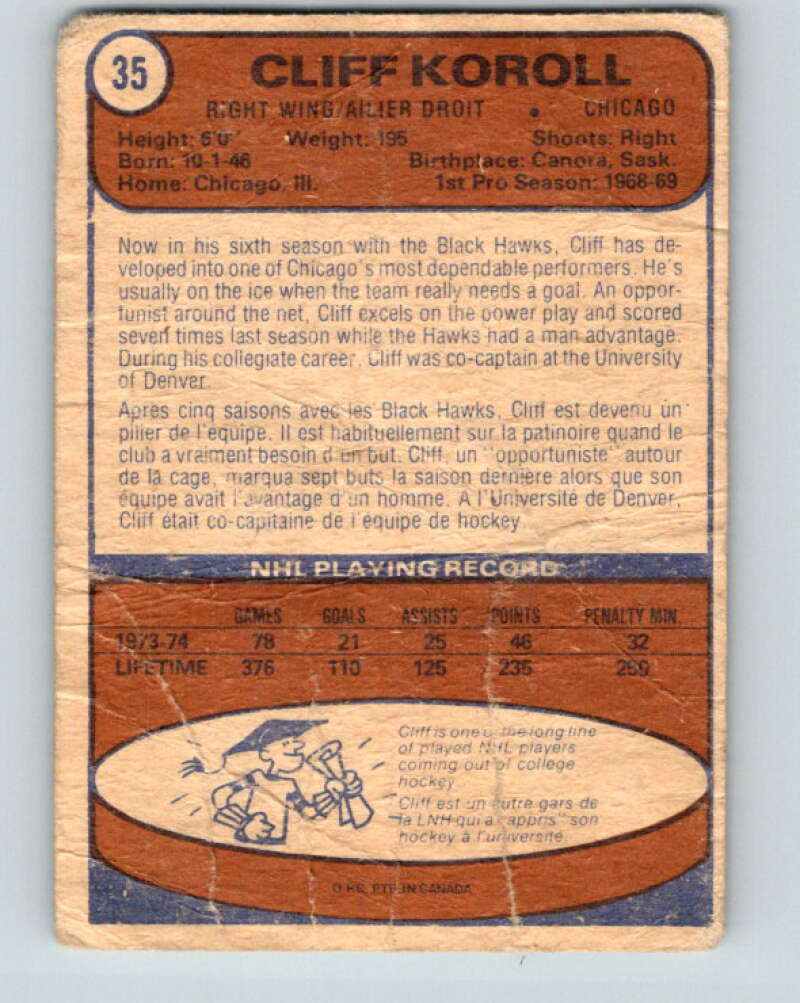 35
CLIFF KOROLL
RIGHT WING/AILIER DROIT • CHICAGO
Height: 6'0" Weight: 195 Shoots: Right
Born: 10-1-46 Birthplace: Canora, Sask.
Home: Chicago, Ill. 1st Pro Season: 1968-69
Now in his sixth season with the Black Hawks, Cliff has de-
veloped into one of Chicago's most dependable performers. He's
usually on the ice when the team really needs a goal. An oppor-
tunist around the net, Cliff excels on the power play and scored
seven times last season while the Hawks had a man advantage.
During his collegiate career, Cliff was co-captain at the University
of Denver.
Après cinq saisons avec les Black Hawks, Cliff est devenu un
pilier de l'equipe. Il est habituellement sur la patinoire quand le
club a vraiment besoin d'un but. Cliff, un "opportuniste" autour
de la cage, marqua sept buts la saison dernière alors que son
équipe avait l'avantage d'un homme. A l'Université de Denver,
Cliff était co-capitaine de l'équipe de hockey
NHL PLAYING RECORD
GAMES GOALS ASSISTS POINTS PENALTY MIN.
1973-74 78 21 25 46 32
LIFETIME 376 110 125 235 269
Cliff is one of the long line
of played NHL players
coming out of college
hockey
Cliff est un autre gars de
la LNH qui a "appris" son
hockey à l'université.
O.P.C. PTD. IN CANADA